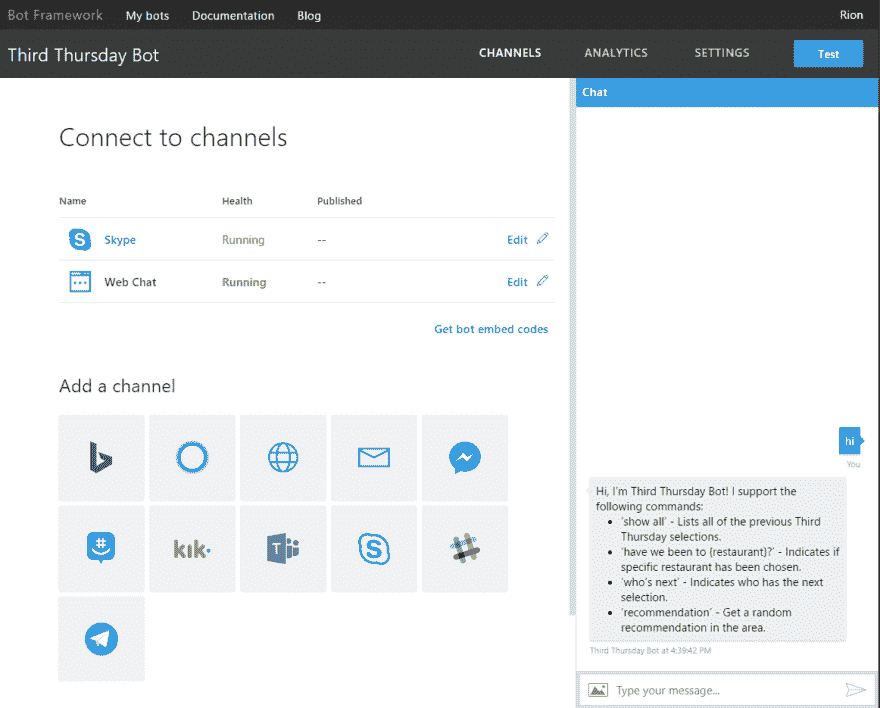 Bot Framework My bots Documentation Blog Rion
Third Thursday Bot CHANNELS ANALYTICS SETTINGS Test
Chat
Connect to channels
Name Health Published
Skype Running -- Edit
Web Chat Running -- Edit
Get bot embed codes
Add a channel
kik
hi
You
Hi, I'm Third Thursday Bot! I support the
following commands:
• 'show all' - Lists all of the previous Third
Thursday selections.
• 'have we been to {restaurant}?' - Indicates if
specific restaurant has been chosen.
• 'who's next' - Indicates who has the next
selection.
• 'recommendation' - Get a random
recommendation in the area.
Third Thursday Bot at 4:39:42 PM
Type your message...